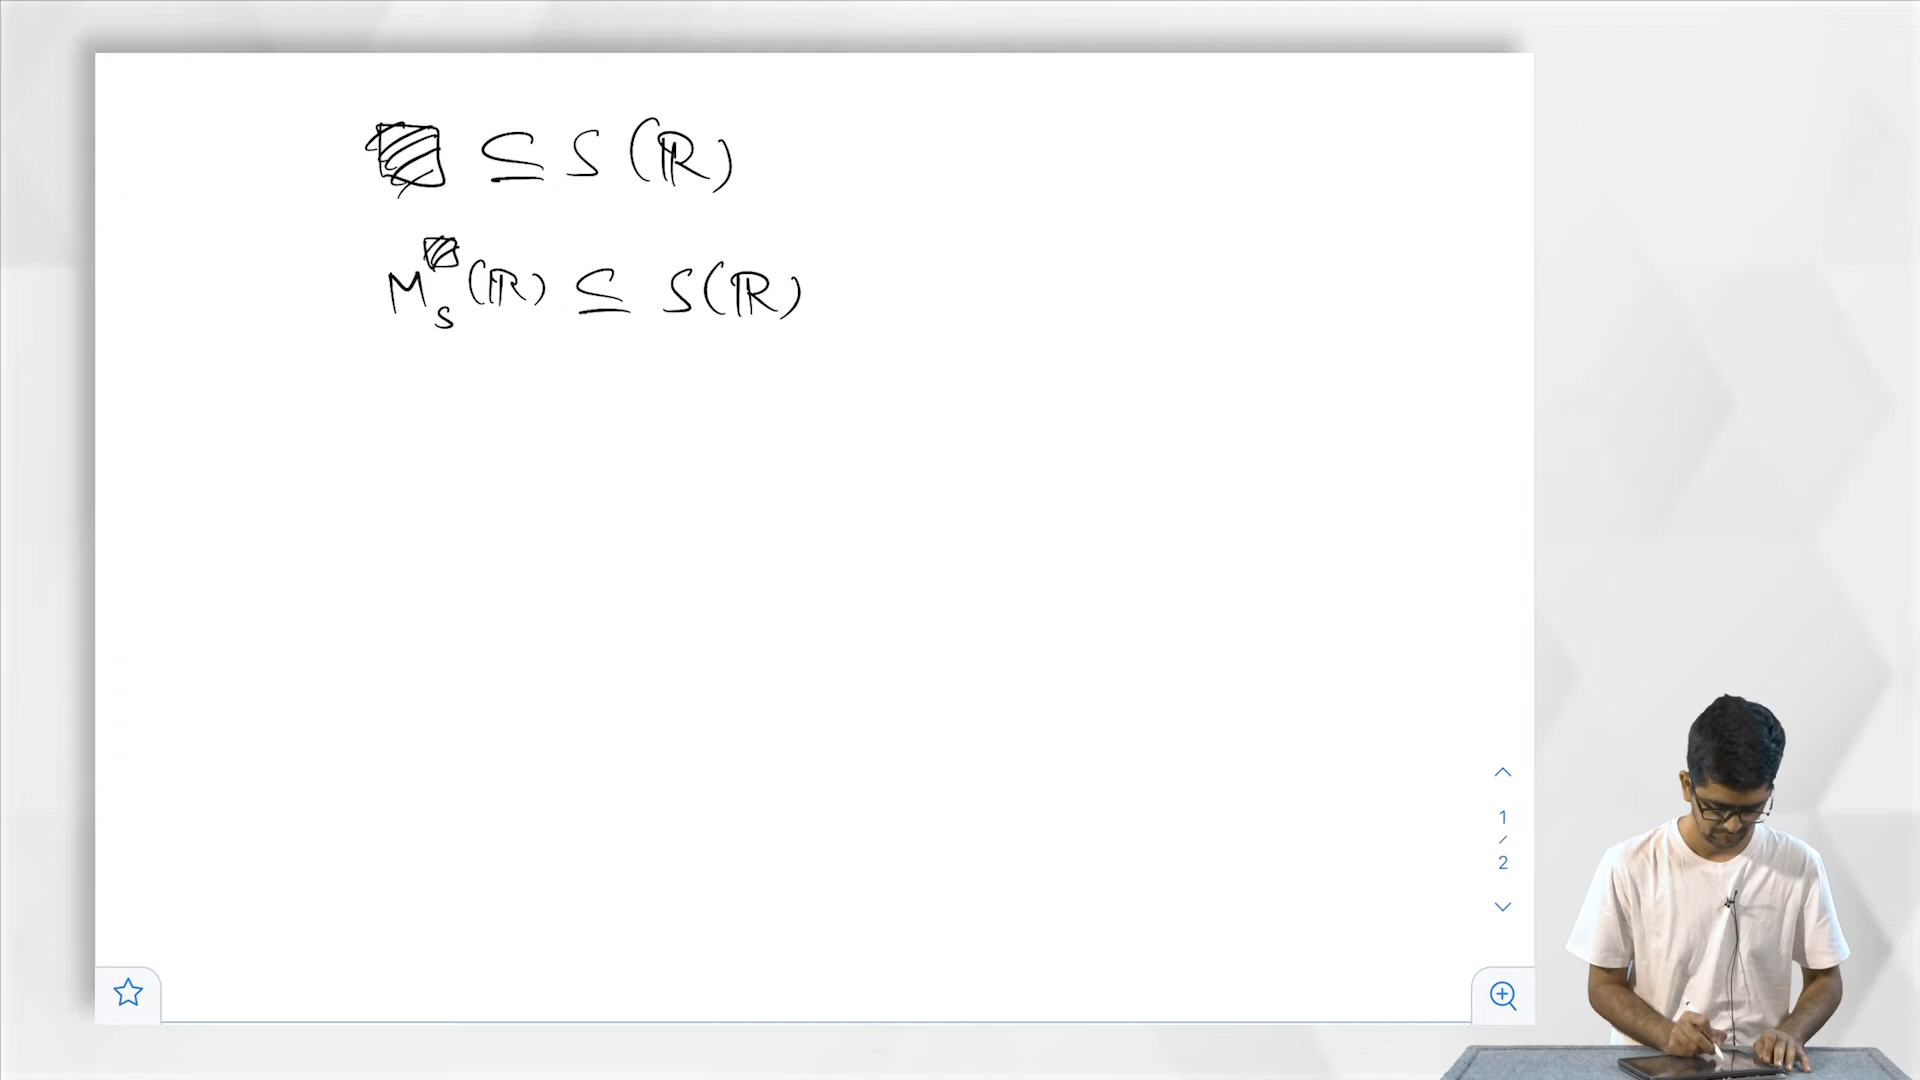 ▨ ⊆ S (ℝ)
M_S^▨ (ℝ) ⊆ S(ℝ)
1
/
2